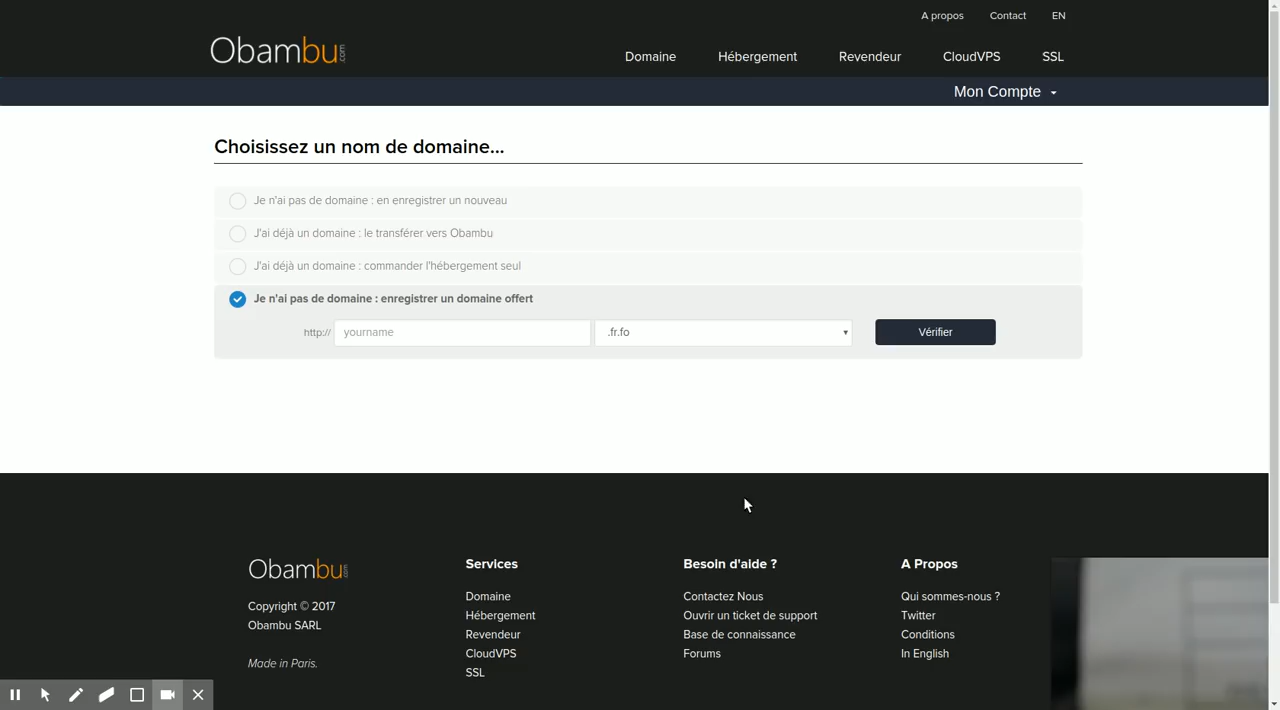 A propos Contact EN
Obambu.com
Domaine Hébergement Revendeur CloudVPS SSL
Mon Compte
Choisissez un nom de domaine...
Je n'ai pas de domaine : en enregistrer un nouveau
J'ai déjà un domaine : le transférer vers Obambu
J'ai déjà un domaine : commander l'hébergement seul
Je n'ai pas de domaine : enregistrer un domaine offert
http:// yourname .fr.fo Vérifier
Obambu.com
Copyright © 2017
Obambu SARL
Made in Paris.
Services
Domaine
Hébergement
Revendeur
CloudVPS
SSL
Besoin d'aide ?
Contactez Nous
Ouvrir un ticket de support
Base de connaissance
Forums
A Propos
Qui sommes-nous ?
Twitter
Conditions
In English